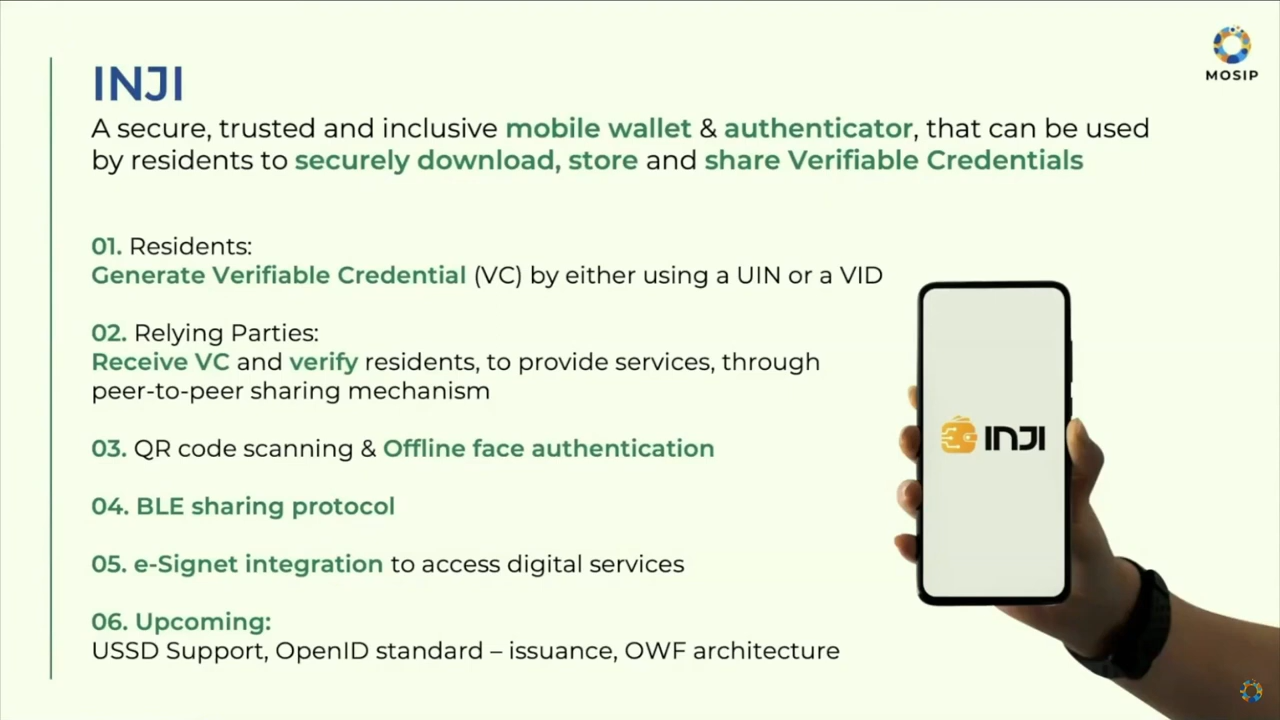 MOSIP
INJI
A secure, trusted and inclusive mobile wallet & authenticator, that can be used
by residents to securely download, store and share Verifiable Credentials
01. Residents:
Generate Verifiable Credential (VC) by either using a UIN or a VID
02. Relying Parties:
Receive VC and verify residents, to provide services, through
peer-to-peer sharing mechanism
03. QR code scanning & Offline face authentication
04. BLE sharing protocol
05. e-Signet integration to access digital services
06. Upcoming:
USSD Support, OpenID standard – issuance, OWF architecture
INJI